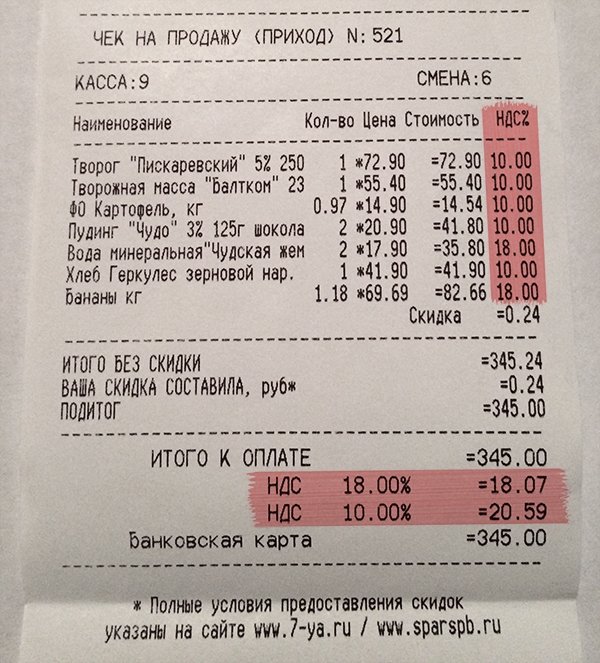 ЧЕК НА ПРОДАЖУ (ПРИХОД) N:521
КАССА:9 СМЕНА:6
Наименование Кол-во Цена Стоимость НДС%
Творог "Пискаревский" 5% 250 1 *72.90 =72.90 10.00
Творожная масса "Балтком" 23 1 *55.40 =55.40 10.00
ФО Картофель, кг 0.97 *14.90 =14.54 10.00
Пудинг "Чудо" 3% 125г шокола 2 *20.90 =41.80 10.00
Вода минеральная"Чудская жем 2 *17.90 =35.80 18.00
Хлеб Геркулес зерновой нар. 1 *41.90 =41.90 10.00
Бананы кг 1.18 *69.69 =82.66 18.00
Скидка =0.24
ИТОГО БЕЗ СКИДКИ =345.24
ВАША СКИДКА СОСТАВИЛА, руб* =0.24
ПОДИТОГ =345.00
ИТОГО К ОПЛАТЕ =345.00
НДС 18.00% =18.07
НДС 10.00% =20.59
Банковская карта =345.00
* Полные условия предоставления скидок
указаны на сайте www.7-ya.ru / www.sparspb.ru